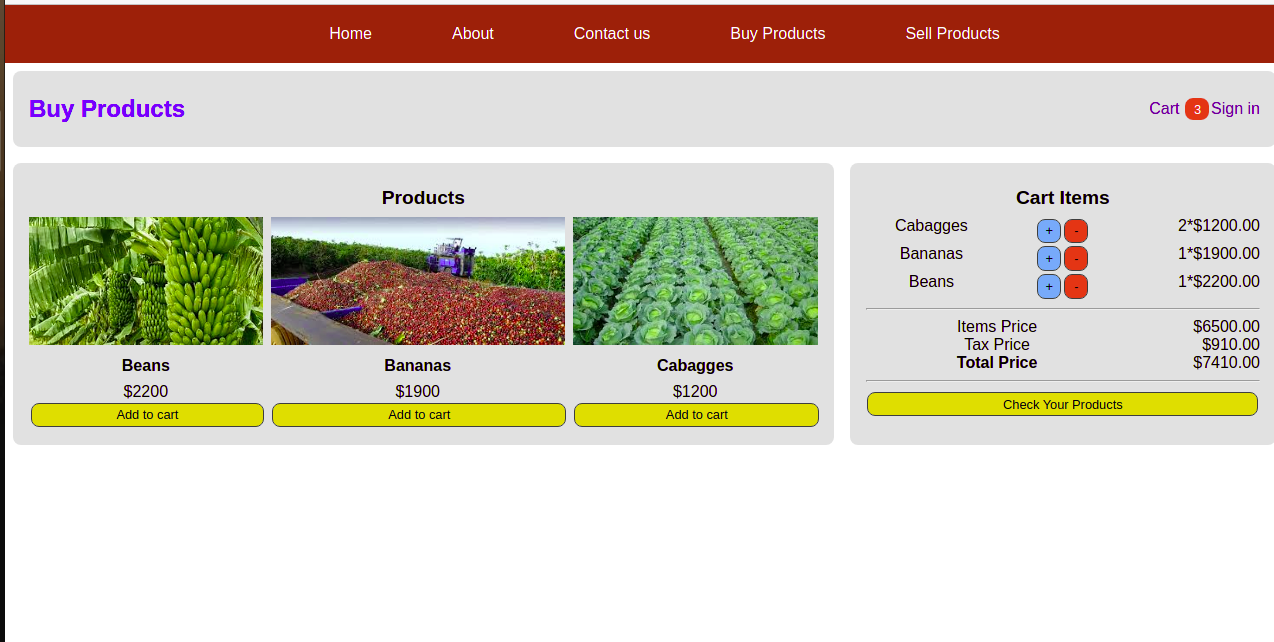 Home About Contact us Buy Products Sell Products
Buy Products
Cart 3 Sign in
Products
Beans
$2200
Add to cart
Bananas
$1900
Add to cart
Cabagges
$1200
Add to cart
Cart Items
Cabagges + - 2*$1200.00
Bananas + - 1*$1900.00
Beans + - 1*$2200.00
Items Price $6500.00
Tax Price $910.00
Total Price $7410.00
Check Your Products